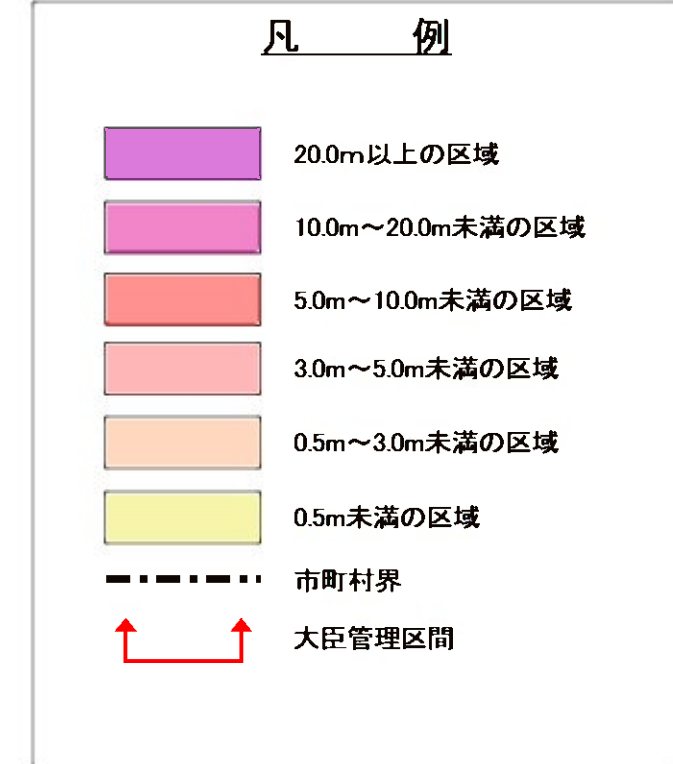 凡 例
20.0m以上の区域
10.0m～20.0m未満の区域
5.0m～10.0m未満の区域
3.0m～5.0m未満の区域
0.5m～3.0m未満の区域
0.5m未満の区域
市町村界
大臣管理区間